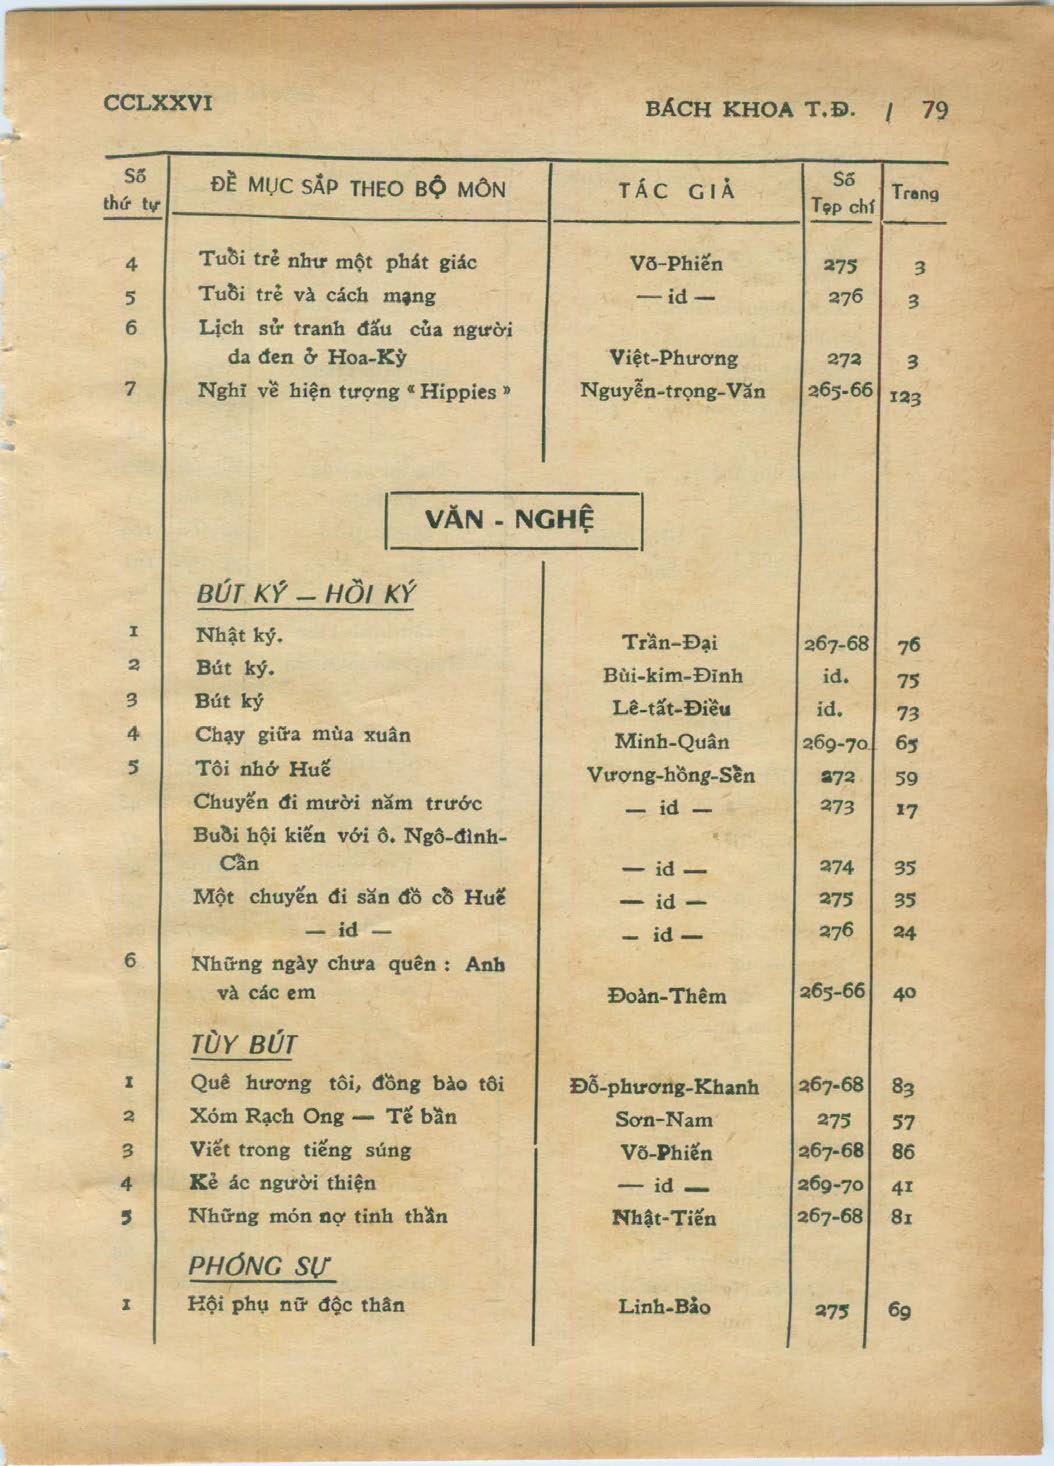 CCLXXVI BÁCH KHOA T.Đ. / 79
Số thứ tự ĐỀ MỤC SẮP THEO BỘ MÔN TÁC GIẢ Số Tạp chí Trang
4 Tuổi trẻ như một phát giác Võ-Phiến 275 3
5 Tuổi trẻ và cách mạng — id — 276 3
6 Lịch sử tranh đấu của người
da đen ở Hoa-Kỳ Việt-Phương 272 3
7 Nghĩ về hiện tượng « Hippies » Nguyễn-trọng-Văn 265-66 123
VĂN - NGHỆ
BÚT KÝ — HỒI KÝ
1 Nhật ký. Trần-Đại 267-68 76
2 Bút ký. Bùi-kim-Đĩnh id. 75
3 Bút ký Lê-tất-Điều id. 73
4 Chạy giữa mùa xuân Minh-Quân 269-70 65
5 Tôi nhớ Huế Vương-hồng-Sền 272 59
Chuyến đi mười năm trước — id — 273 17
Buổi hội kiến với ô. Ngô-đình-
Cẩn — id — 274 35
Một chuyến đi săn đồ cổ Huế — id — 275 35
— id — — id — 276 24
6 Những ngày chưa quên : Anh
và các em Đoàn-Thêm 265-66 40
TÙY BÚT
1 Quê hương tôi, đồng bào tôi Đỗ-phương-Khanh 267-68 83
2 Xóm Rạch Ong — Tế bần Sơn-Nam 275 57
3 Viết trong tiếng súng Võ-Phiến 267-68 86
4 Kẻ ác người thiện — id — 269-70 41
5 Những món nợ tinh thần Nhật-Tiến 267-68 81
PHÓNG SỰ
1 Hội phụ nữ độc thân Linh-Bảo 275 69